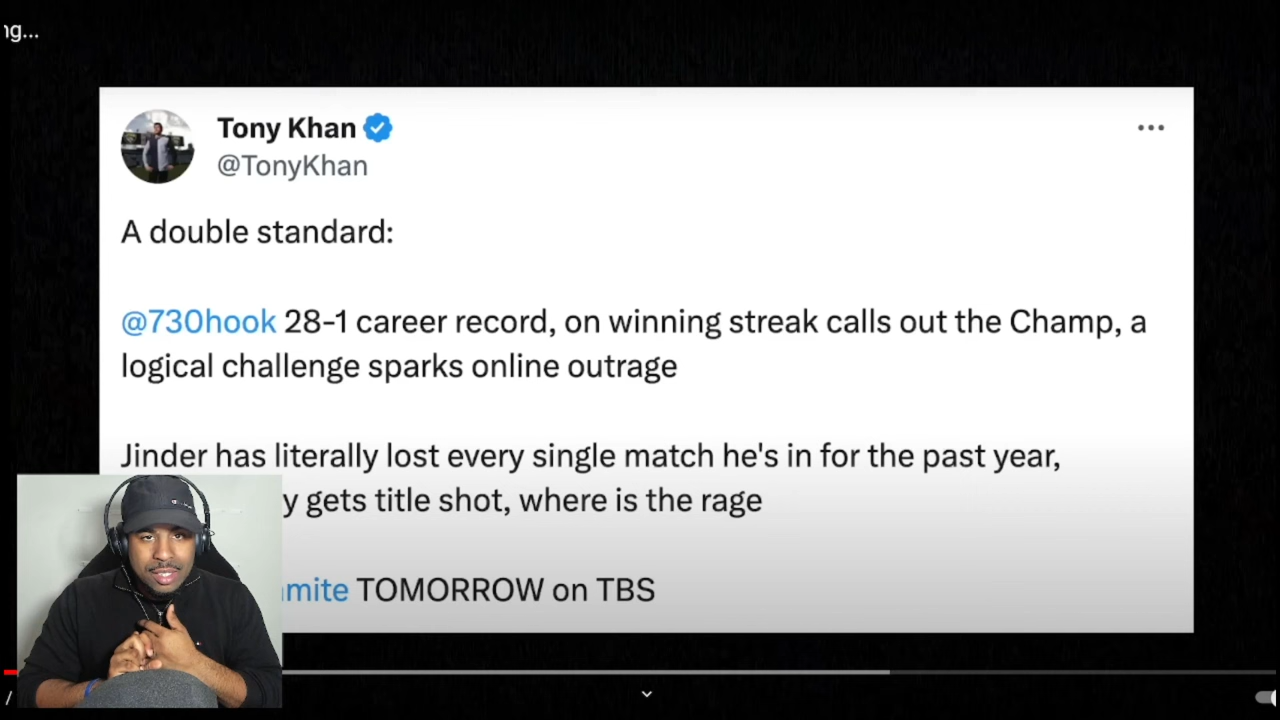 ng...
Tony Khan
@TonyKhan
A double standard:
@730hook 28-1 career record, on winning streak calls out the Champ, a
logical challenge sparks online outrage
Jinder has literally lost every single match he's in for the past year,
y gets title shot, where is the rage
mite TOMORROW on TBS
/